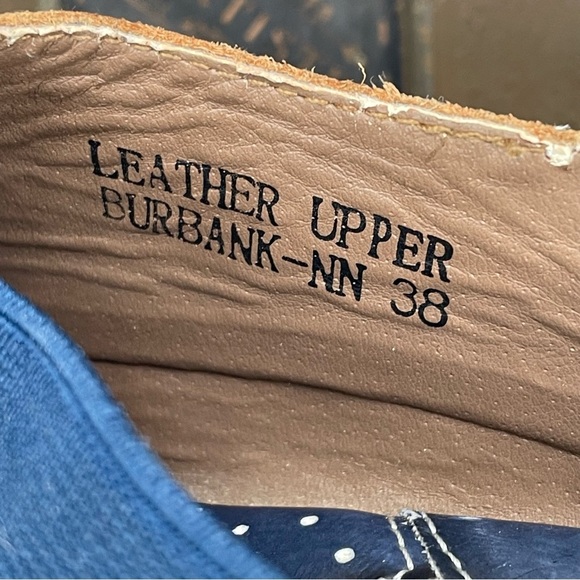 LEATHER UPPER
BURBANK-NN 38